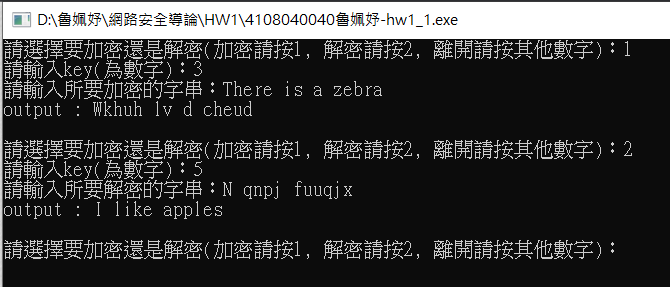 D:\魯姵妤\網路安全導論\HW1\4108040040魯姵妤-hw1_1.exe
請選擇要加密還是解密(加密請按1, 解密請按2, 離開請按其他數字)：1
請輸入key(為數字)：3
請輸入所要加密的字串：There is a zebra
output : Wkhuh lv d cheud
請選擇要加密還是解密(加密請按1, 解密請按2, 離開請按其他數字)：2
請輸入key(為數字)：5
請輸入所要解密的字串：N qnpj fuuqjx
output : I like apples
請選擇要加密還是解密(加密請按1, 解密請按2, 離開請按其他數字)：